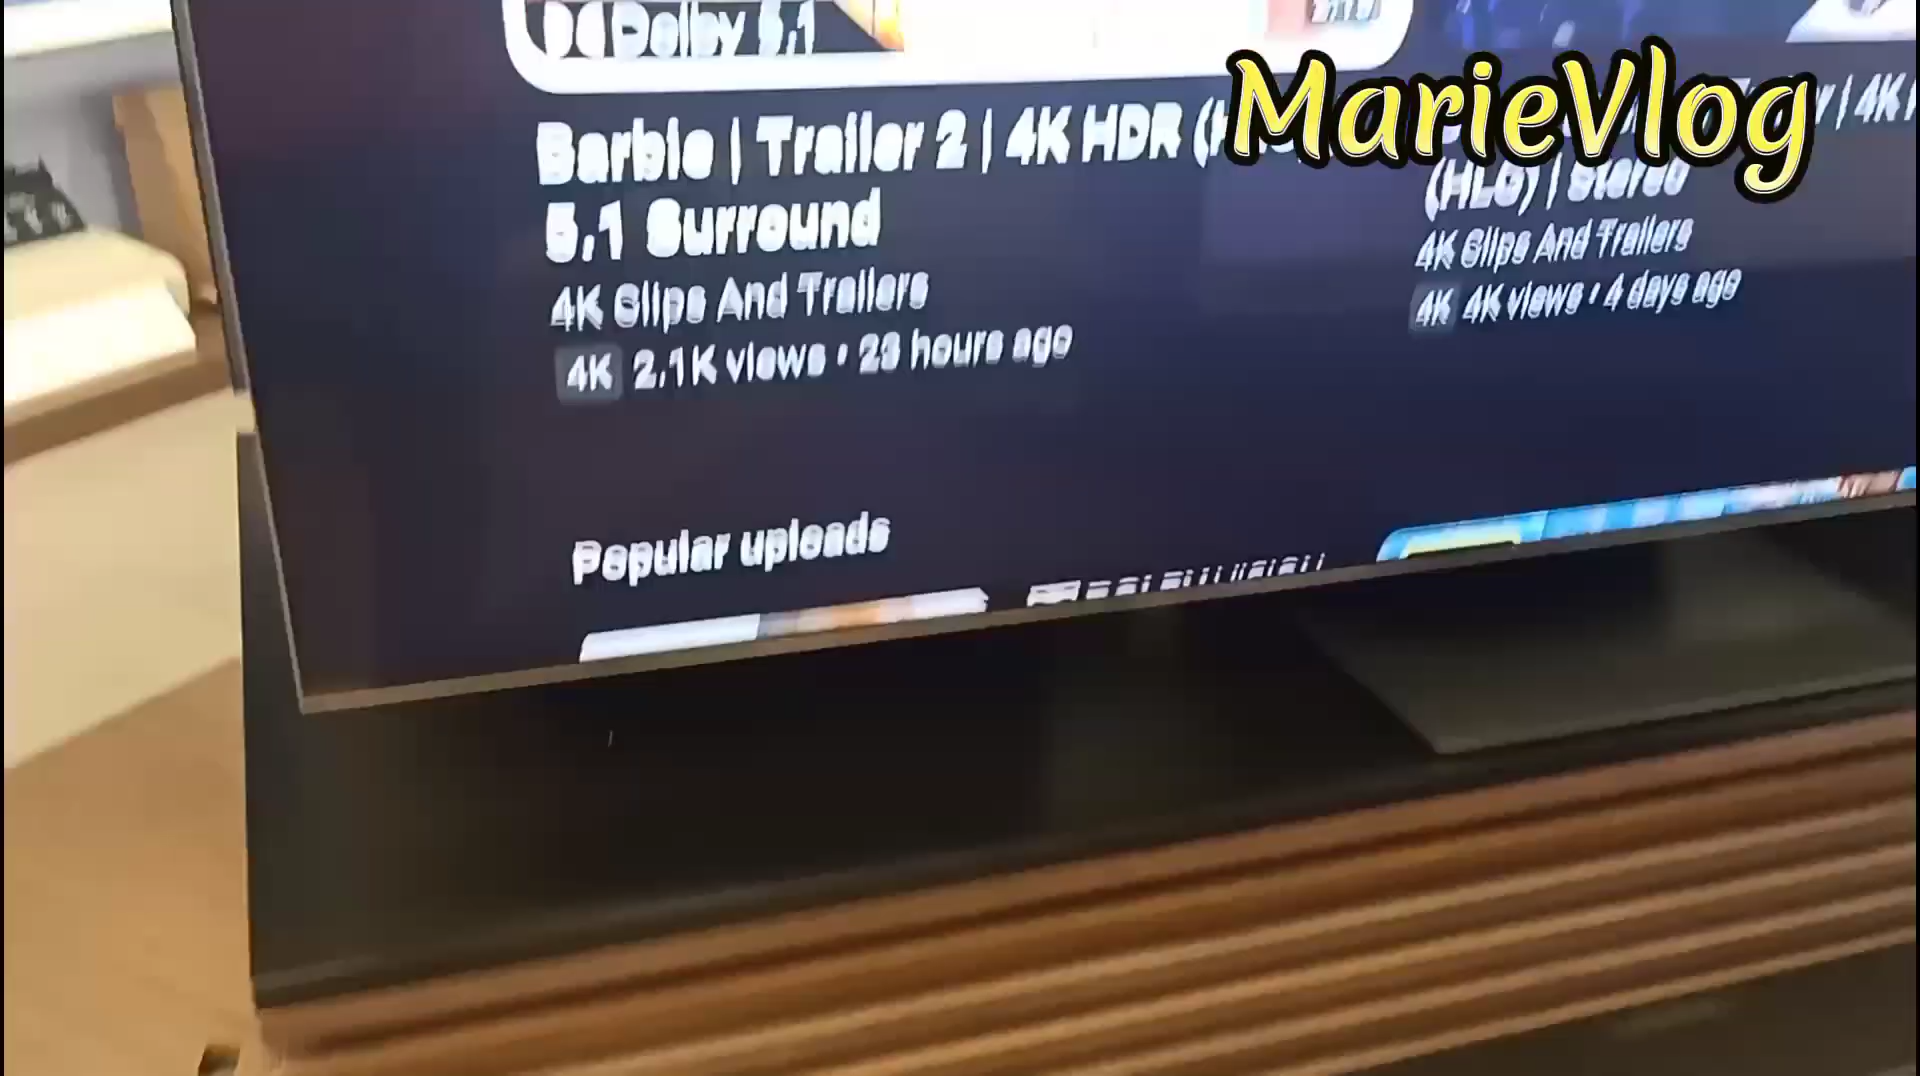 Dolby 5.1
MarieVlog
Barbie | Trailer 2 | 4K HDR
5.1 Surround
4K Clips And Trailers
4K 2.1K views • 23 hours ago
| 4K
(HLG) | Stereo
4K Clips And Trailers
4K 4K views • 4 days ago
Popular uploads